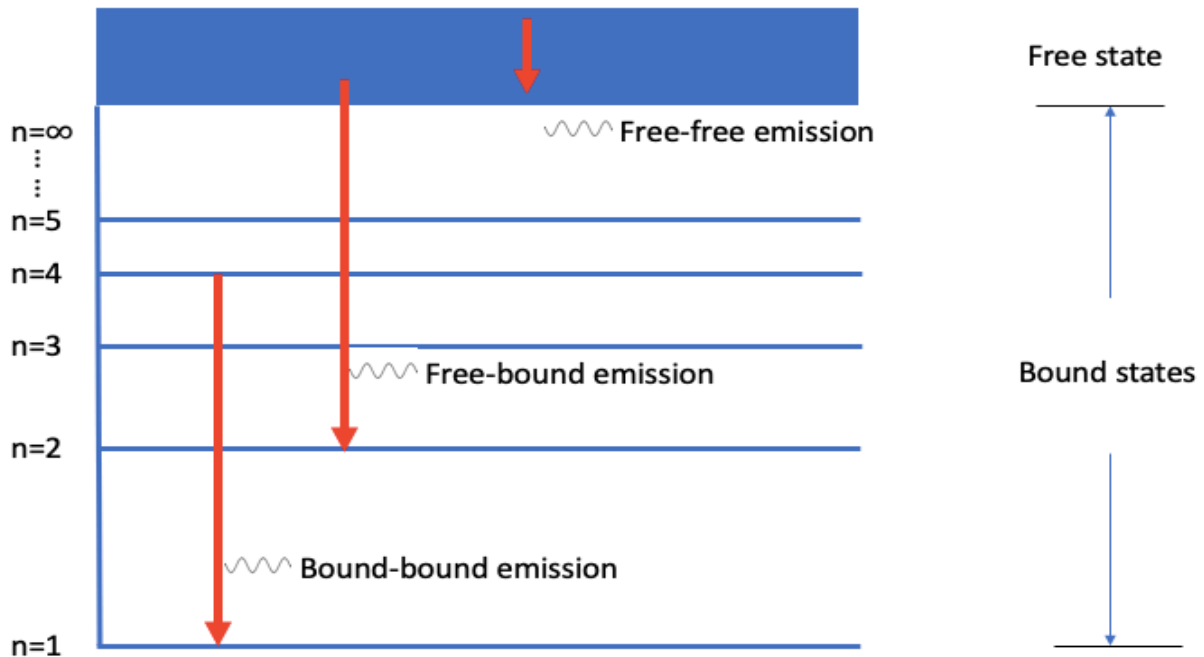 Free state
n=∞
Free-free emission
n=5
n=4
n=3
Free-bound emission
Bound states
n=2
Bound-bound emission
n=1